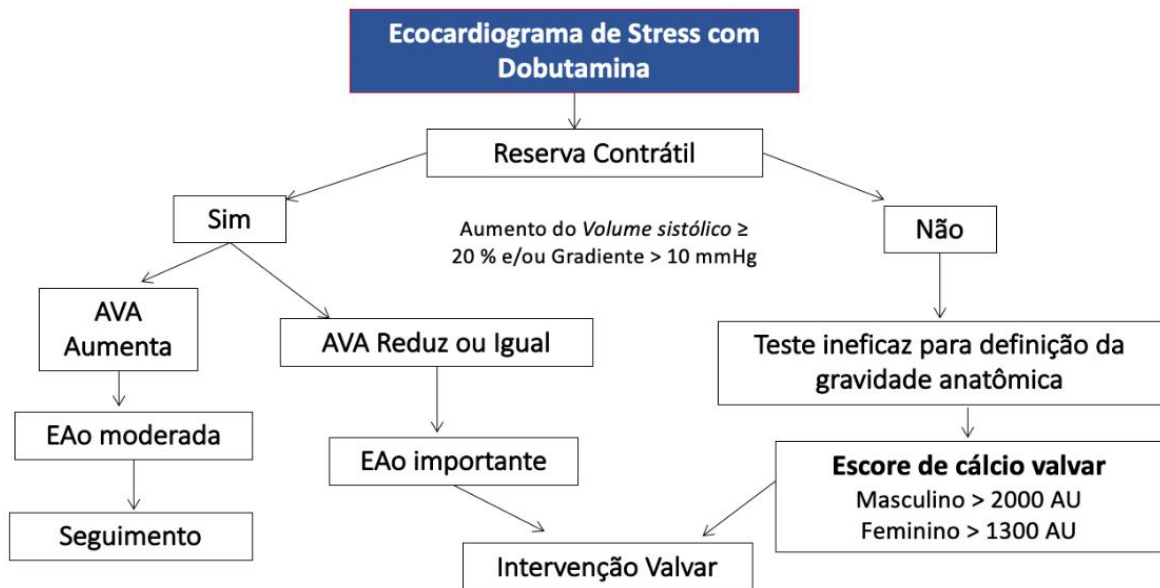 Ecocardiograma de Stress com
Dobutamina
Reserva Contrátil
Sim
Aumento do Volume sistólico ≥
20 % e/ou Gradiente > 10 mmHg
Não
AVA
Aumenta
AVA Reduz ou Igual
Teste ineficaz para definição da
gravidade anatômica
EAo moderada
EAo importante
Escore de cálcio valvar
Masculino > 2000 AU
Feminino > 1300 AU
Seguimento
Intervenção Valvar